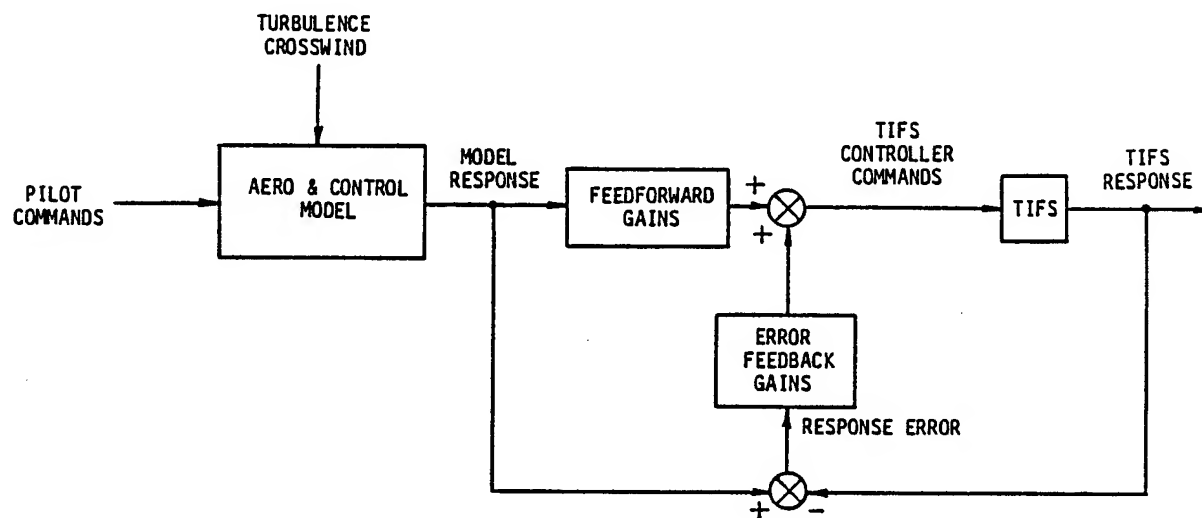 TURBULENCE
CROSSWIND
PILOT
COMMANDS
AERO & CONTROL
MODEL
MODEL
RESPONSE
FEEDFORWARD
GAINS
+
+
TIFS
CONTROLLER
COMMANDS
TIFS
TIFS
RESPONSE
ERROR
FEEDBACK
GAINS
RESPONSE ERROR
+
-